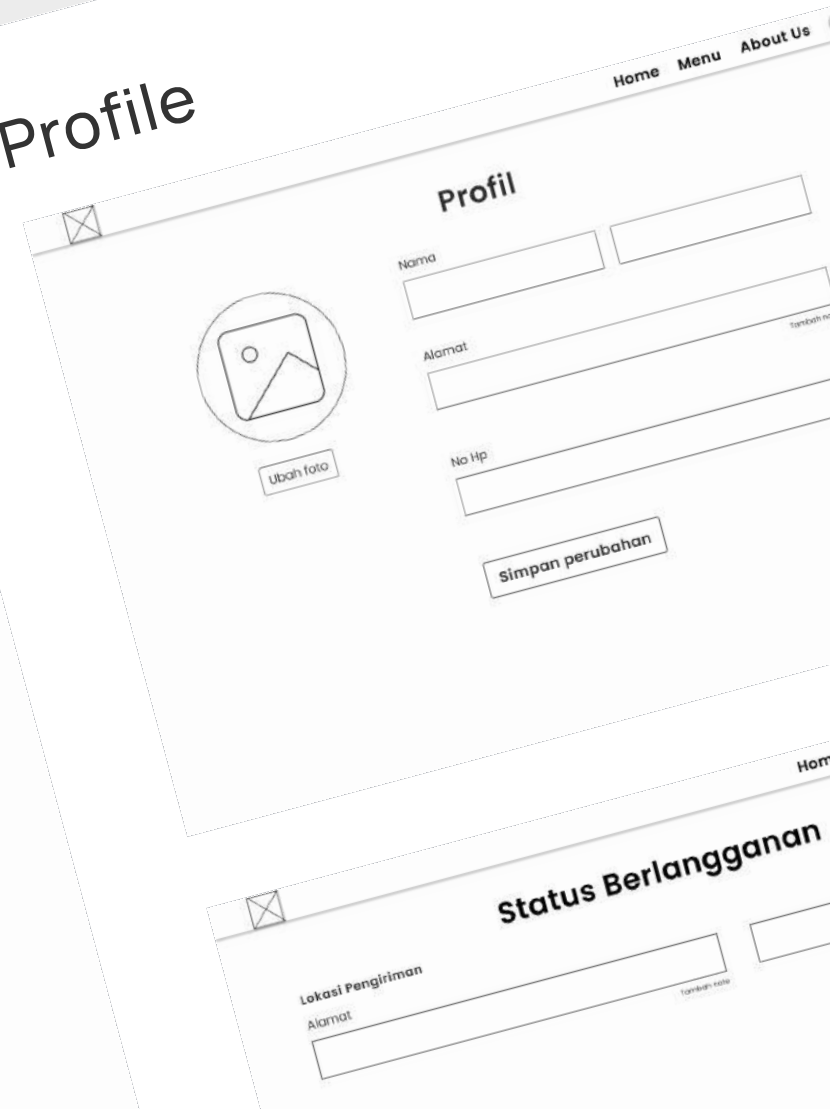 Profile
Home Menu About Us
Profil
Nama
Alamat
Tambah
No Hp
Ubah foto
Simpan perubahan
Status Berlangganan
Lokasi Pengiriman
Alamat
Tambah note